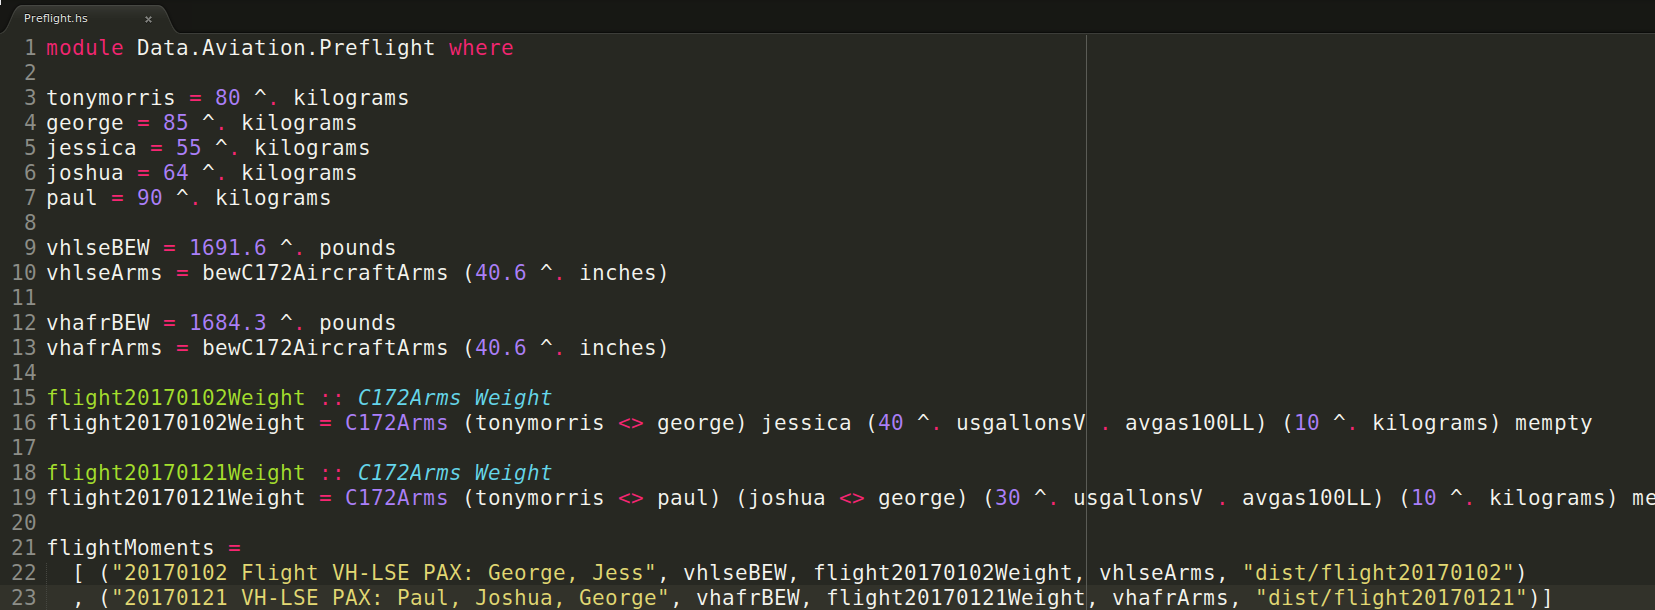 Preflight.hs ×
1 module Data.Aviation.Preflight where
2
3 tonymorris = 80 ^. kilograms
4 george = 85 ^. kilograms
5 jessica = 55 ^. kilograms
6 joshua = 64 ^. kilograms
7 paul = 90 ^. kilograms
8
9 vhlseBEW = 1691.6 ^. pounds
10 vhlseArms = bewC172AircraftArms (40.6 ^. inches)
11
12 vhafrBEW = 1684.3 ^. pounds
13 vhafrArms = bewC172AircraftArms (40.6 ^. inches)
14
15 flight20170102Weight :: C172Arms Weight
16 flight20170102Weight = C172Arms (tonymorris <> george) jessica (40 ^. usgallonsV . avgas100LL) (10 ^. kilograms) mempty
17
18 flight20170121Weight :: C172Arms Weight
19 flight20170121Weight = C172Arms (tonymorris <> paul) (joshua <> george) (30 ^. usgallonsV . avgas100LL) (10 ^. kilograms) me
20
21 flightMoments =
22   [ ("20170102 Flight VH-LSE PAX: George, Jess", vhlseBEW, flight20170102Weight, vhlseArms, "dist/flight20170102")
23   , ("20170121 VH-LSE PAX: Paul, Joshua, George", vhafrBEW, flight20170121Weight, vhafrArms, "dist/flight20170121")]